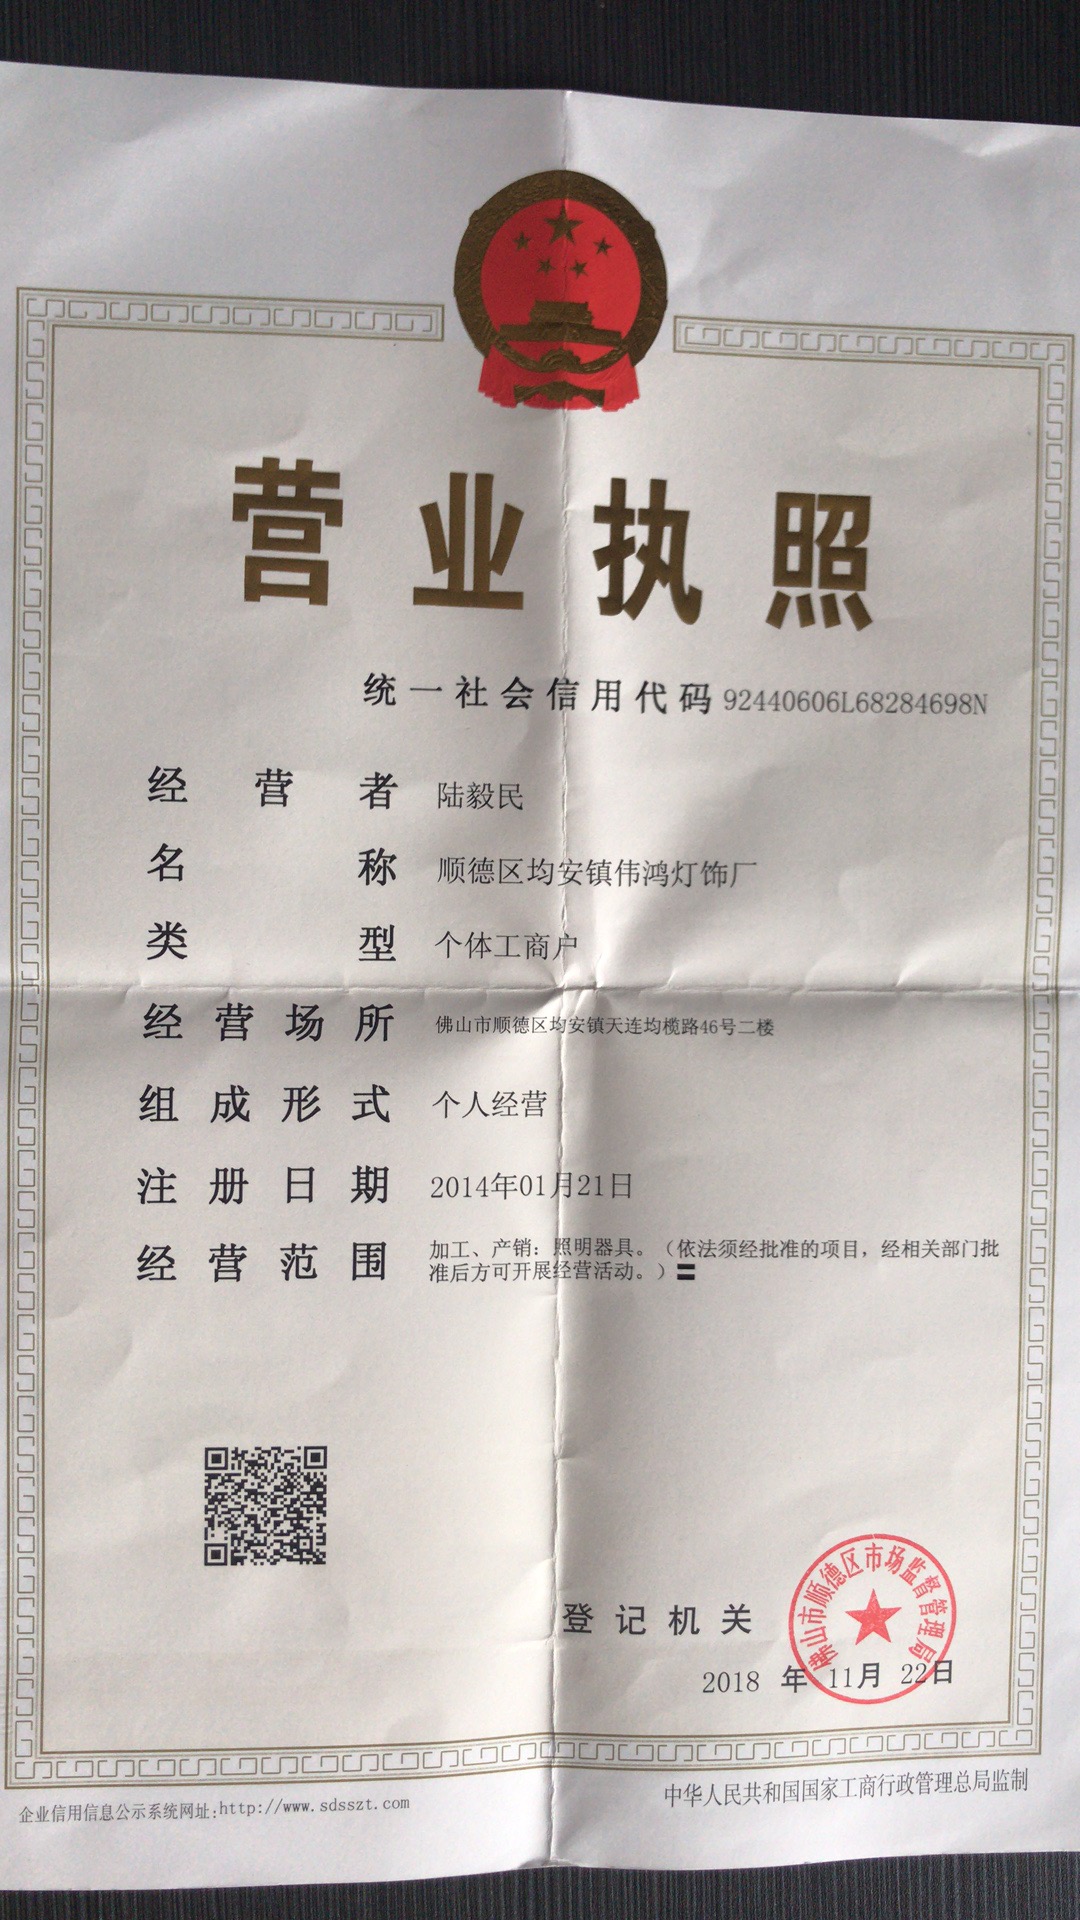 营业执照
统一社会信用代码 92440606L68284698N
经营者 陆毅民
名称 顺德区均安镇伟鸿灯饰厂
类型 个体工商户
经营场所 佛山市顺德区均安镇天连均榄路46号二楼
组成形式 个人经营
注册日期 2014年01月21日
经营范围 加工、产销：照明器具。（依法须经批准的项目，经相关部门批
准后方可开展经营活动。）〓
佛山市顺德区市场监督管理局
登记机关
2018 年 11月 22日
企业信用信息公示系统网址:http://www.sdsszt.com
中华人民共和国国家工商行政管理总局监制